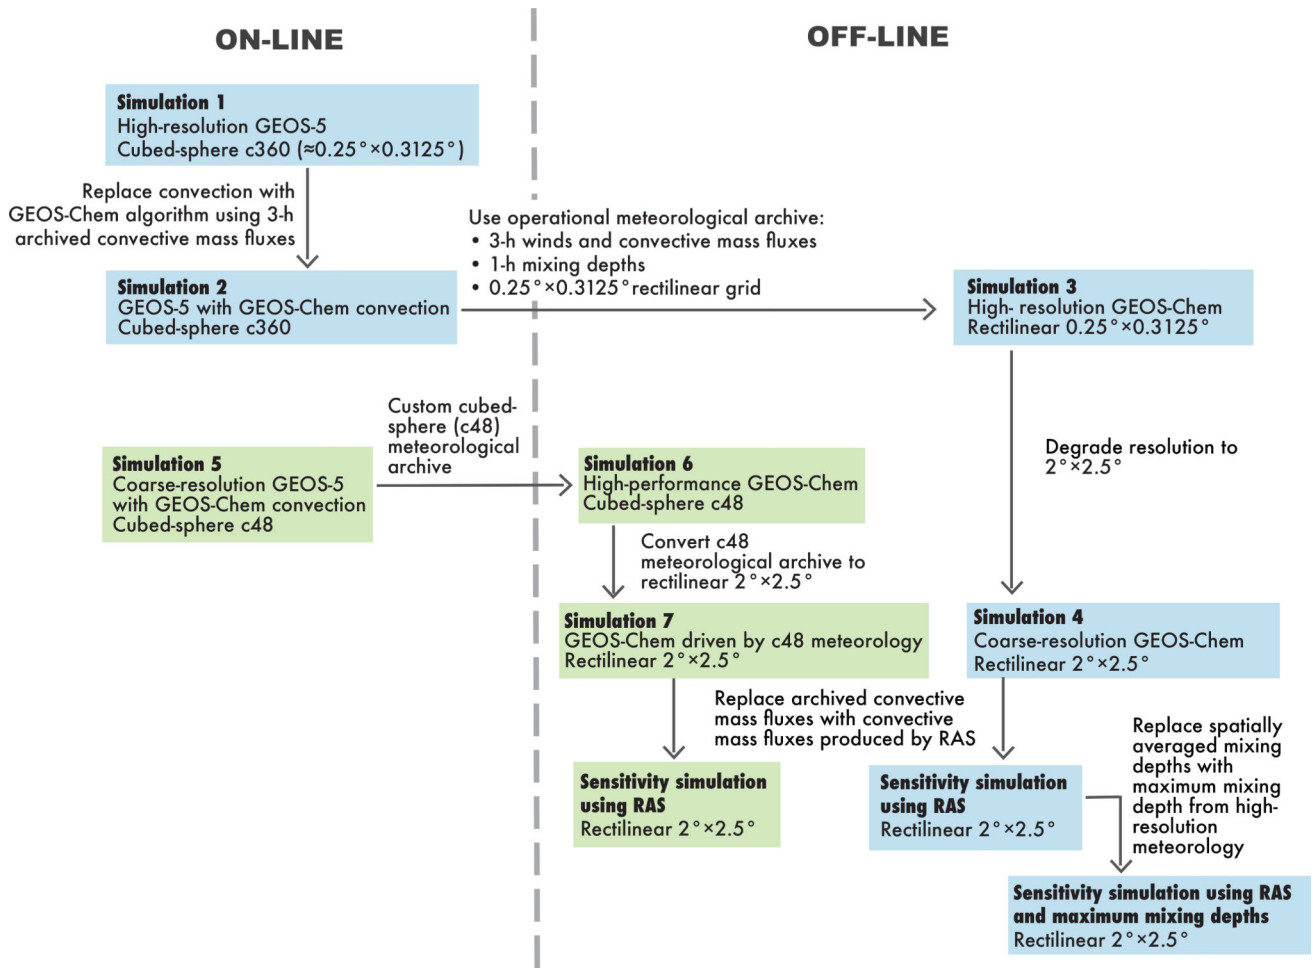 ON-LINE
OFF-LINE
Simulation 1
High-resolution GEOS-5
Cubed-sphere c360 (≈0.25°×0.3125°)
Replace convection with
GEOS-Chem algorithm using 3-h
archived convective mass fluxes
Use operational meteorological archive:
• 3-h winds and convective mass fluxes
• 1-h mixing depths
• 0.25°×0.3125°rectilinear grid
Simulation 2
GEOS-5 with GEOS-Chem convection
Cubed-sphere c360
Simulation 3
High- resolution GEOS-Chem
Rectilinear 0.25°×0.3125°
Custom cubed-
sphere (c48)
meteorological
archive
Degrade resolution to
2°×2.5°
Simulation 5
Coarse-resolution GEOS-5
with GEOS-Chem convection
Cubed-sphere c48
Simulation 6
High-performance GEOS-Chem
Cubed-sphere c48
Convert c48
meteorological archive to
rectilinear 2°×2.5°
Simulation 7
GEOS-Chem driven by c48 meteorology
Rectilinear 2°×2.5°
Simulation 4
Coarse-resolution GEOS-Chem
Rectilinear 2°×2.5°
Replace archived convective
mass fluxes with convective
mass fluxes produced by RAS
Replace spatially
averaged mixing
depths with
maximum mixing
depth from high-
resolution
meteorology
Sensitivity simulation
using RAS
Rectilinear 2°×2.5°
Sensitivity simulation
using RAS
Rectilinear 2°×2.5°
Sensitivity simulation using RAS
and maximum mixing depths
Rectilinear 2°×2.5°